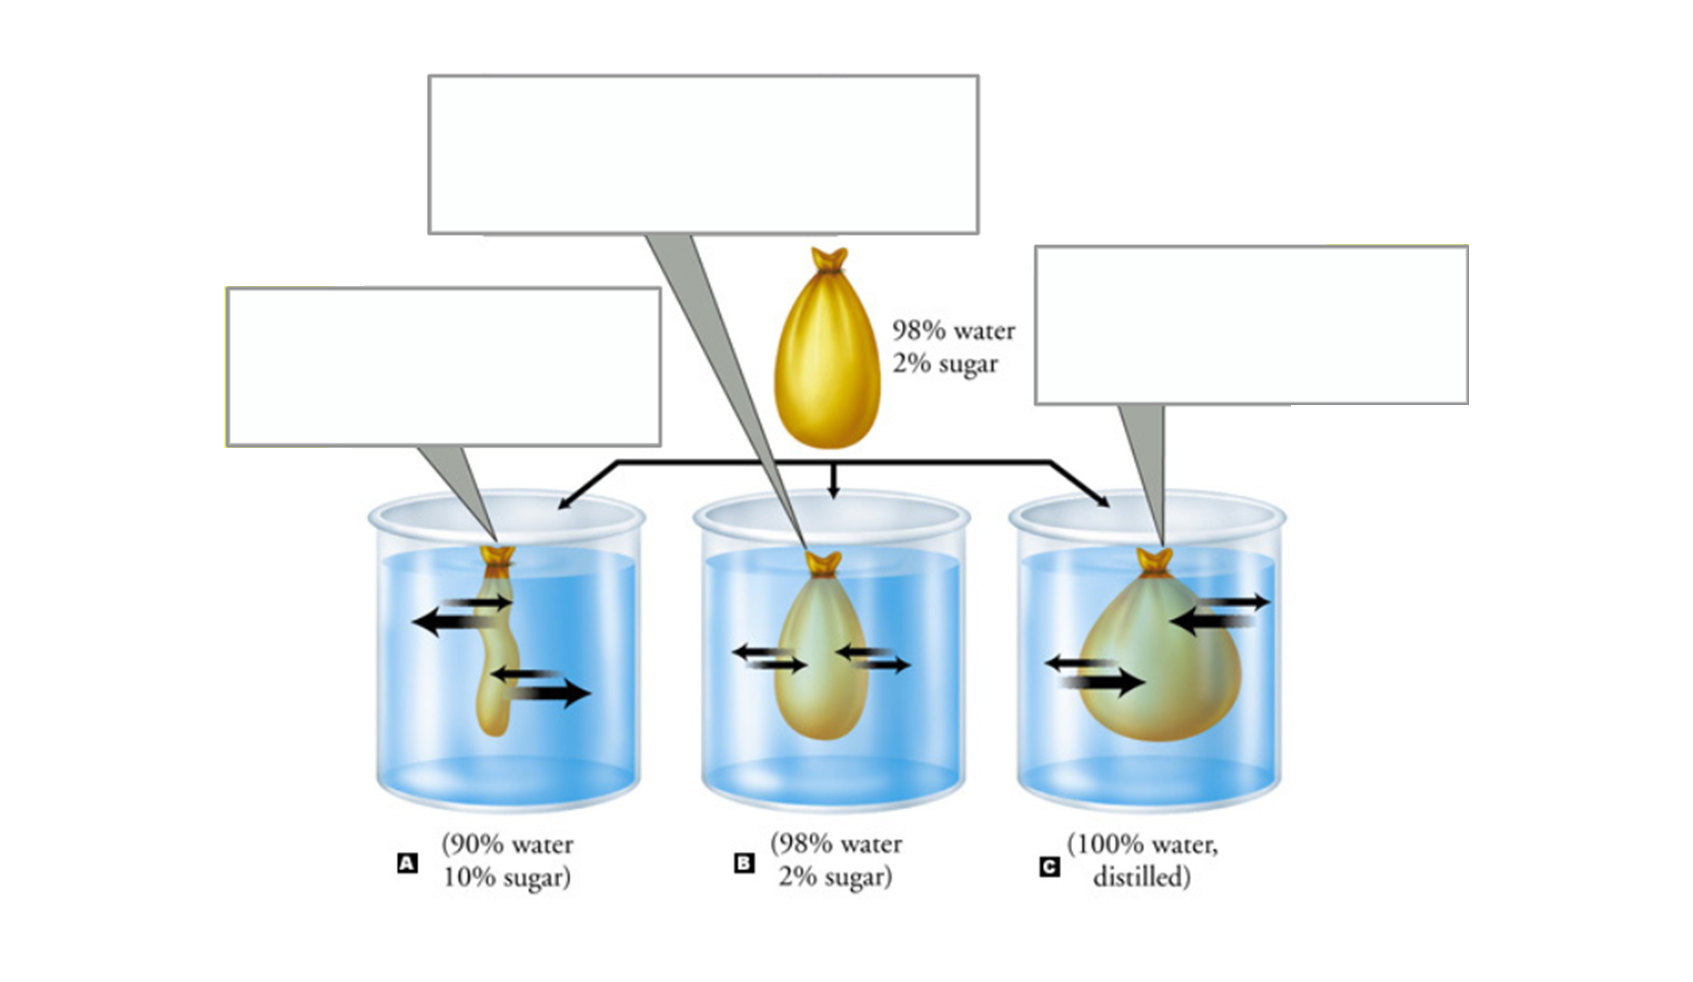 98% water
2% sugar
A
(90% water
10% sugar)
B
(98% water
2% sugar)
C
(100% water,
distilled)